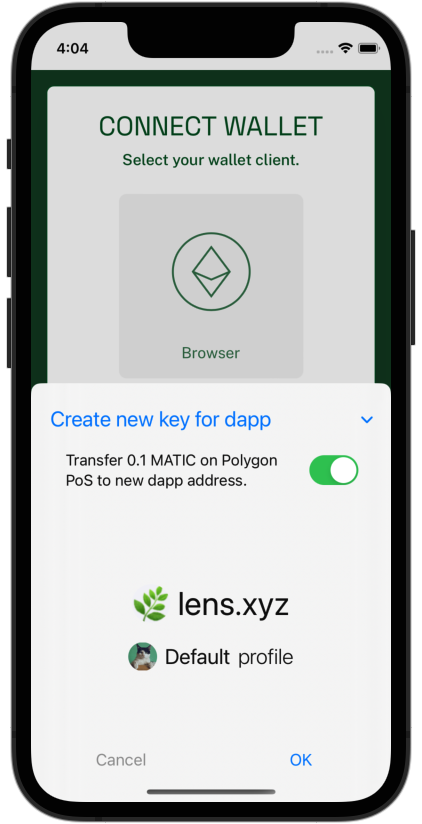 4:04
CONNECT WALLET
Select your wallet client.
Browser
Create new key for dapp
Transfer 0.1 MATIC on Polygon
PoS to new dapp address.
lens.xyz
Default profile
Cancel OK